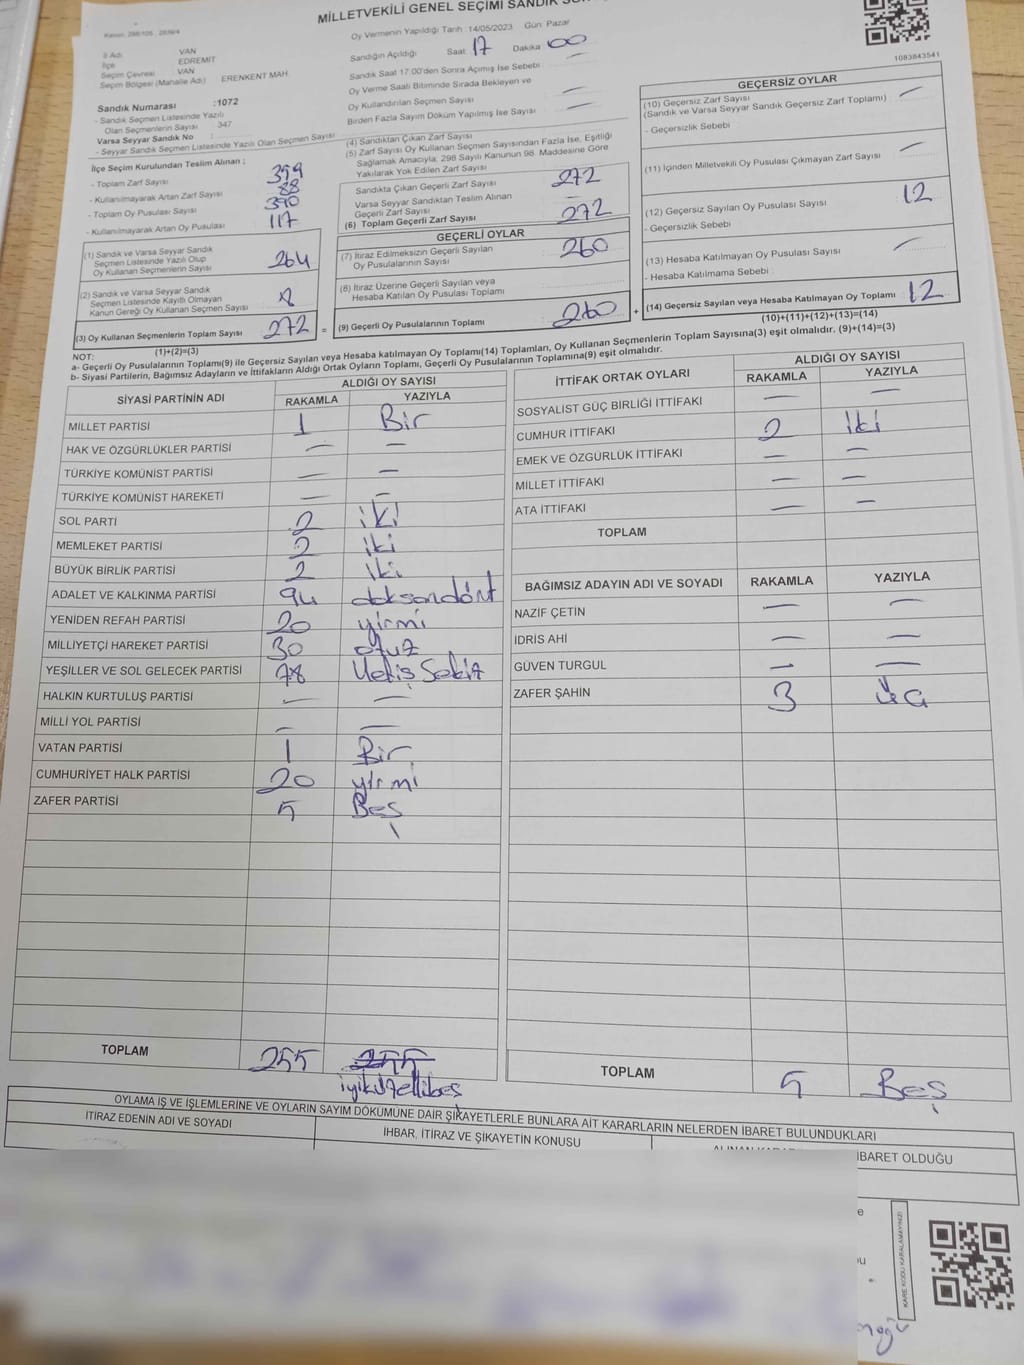 MİLLETVEKİLİ GENEL SEÇİMİ SANDIK
Oy Vermenin Yapıldığı Tarih 14/05/2023 Gün: Pazar
İl Adı VAN
İlçe EDREMIT
Seçim Çevresi VAN
Seçim Bölgesi (Mahalle Adı) ERENKENT MAH.
Sandık Numarası :1072
- Sandık Seçmen Listesinde Yazılı
Olan Seçmenlerin Sayısı : 347
Varsa Seyyar Sandık No :
- Seyyar Sandık Seçmen Listesinde Yazılı Olan Seçmen Sayısı
İlçe Seçim Kurulundan Teslim Alınan ;
- Toplam Zarf Sayısı
- Kullanılmayarak Artan Zarf Sayısı 88
- Toplam Oy Pusulası Sayısı 390
- Kullanılmayarak Artan Oy Pusulası 117
(1) Sandık ve Varsa Seyyar Sandık
Seçmen Listesinde Yazılı Olup
Oy Kullanan Seçmenlerin Sayısı 264
(2) Sandık ve Varsa Seyyar Sandık
Seçmen Listesinde Kayıtlı Olmayan
Kanun Gereği Oy Kullanan Seçmen Sayısı 8
(3) Oy Kullanan Seçmenlerin Toplam Sayısı 272 =
(1)+(2)=(3)
Sandığın Açıldığı Saat 17 Dakika 00
Sandık Saat 17.00'den Sonra Açılmış İse Sebebi
Oy Verme Saati Bitiminde Sırada Bekleyen ve
Oy Kullandırılan Seçmen Sayısı
Birden Fazla Sayım Döküm Yapılmış İse Sayısı
(4) Sandıktan Çıkan Zarf Sayısı
(5) Zarf Sayısı Oy Kullanan Seçmen Sayısından Fazla İse, Eşitliği
Sağlamak Amacıyla, 298 Sayılı Kanunun 98. Maddesine Göre
Yakılarak Yok Edilen Zarf Sayısı
Sandıkta Çıkan Geçerli Zarf Sayısı 272
Varsa Seyyar Sandıktan Teslim Alınan
Geçerli Zarf Sayısı
(6) Toplam Geçerli Zarf Sayısı 272
GEÇERLİ OYLAR
(7) İtiraz Edilmeksizin Geçerli Sayılan
Oy Pusulalarının Sayısı 260
(8) İtiraz Üzerine Geçerli Sayılan veya
Hesaba Katılan Oy Pusulası Toplamı
(9) Geçerli Oy Pusulalarının Toplamı 260 +
1083843541
GEÇERSİZ OYLAR
(10) Geçersiz Zarf Sayısı
(Sandık ve Varsa Seyyar Sandık Geçersiz Zarf Toplamı)
- Geçersizlik Sebebi
(11) İçinden Milletvekili Oy Pusulası Çıkmayan Zarf Sayısı
(12) Geçersiz Sayılan Oy Pusulası Sayısı 12
- Geçersizlik Sebebi
(13) Hesaba Katılmayan Oy Pusulası Sayısı
- Hesaba Katılmama Sebebi
(14) Geçersiz Sayılan veya Hesaba Katılmayan Oy Toplamı 12
(10)+(11)+(12)+(13)=(14)
NOT:
a- Geçerli Oy Pusulalarının Toplamı(9) ile Geçersiz Sayılan veya Hesaba katılmayan Oy Toplamı(14) Toplamları, Oy Kullanan Seçmenlerin Toplam Sayısına(3) eşit olmalıdır. (9)+(14)=(3)
b- Siyasi Partilerin, Bağımsız Adayların ve İttifakların Aldığı Ortak Oyların Toplamı, Geçerli Oy Pusulalarının Toplamına(9) eşit olmalıdır.
SİYASİ PARTİNİN ADI ALDIĞI OY SAYISI
RAKAMLA YAZIYLA
MİLLET PARTİSİ 1 Bir
HAK VE ÖZGÜRLÜKLER PARTİSİ — —
TÜRKİYE KOMÜNİST PARTİSİ — —
TÜRKİYE KOMÜNİST HAREKETİ — —
SOL PARTİ 2 iki
MEMLEKET PARTİSİ 2 iki
BÜYÜK BİRLİK PARTİSİ 2 iki
ADALET VE KALKINMA PARTİSİ 94 doksandört
YENİDEN REFAH PARTİSİ 20 yirmi
MİLLİYETÇİ HAREKET PARTİSİ 30 otuz
YEŞİLLER VE SOL GELECEK PARTİSİ 78 Yetmiş Sekiz
HALKIN KURTULUŞ PARTİSİ — —
MİLLİ YOL PARTİSİ — —
VATAN PARTİSİ 1 Bir
CUMHURİYET HALK PARTİSİ 20 yirmi
ZAFER PARTİSİ 5 Beş
TOPLAM 255 255
iyikiüzellibeş
İTTİFAK ORTAK OYLARI ALDIĞI OY SAYISI
RAKAMLA YAZIYLA
SOSYALİST GÜÇ BİRLİĞİ İTTİFAKI — —
CUMHUR İTTİFAKI 2 iki
EMEK VE ÖZGÜRLÜK İTTİFAKI — —
MİLLET İTTİFAKI — —
ATA İTTİFAKI — —
TOPLAM
BAĞIMSIZ ADAYIN ADI VE SOYADI RAKAMLA YAZIYLA
NAZİF ÇETİN — —
İDRİS AHİ — —
GÜVEN TURGUL — —
ZAFER ŞAHİN 3 üç
TOPLAM 5 Beş
OYLAMA İŞ VE İŞLEMLERİNE VE OYLARIN SAYIM DÖKÜMÜNE DAİR ŞİKAYETLERLE BUNLARA AİT KARARLARIN NELERDEN İBARET BULUNDUKLARI
İTİRAZ EDENİN ADI VE SOYADI
İHBAR, İTİRAZ VE ŞİKAYETİN KONUSU
İBARET OLDUĞU
KARE KODU KARALAMAYINIZ!